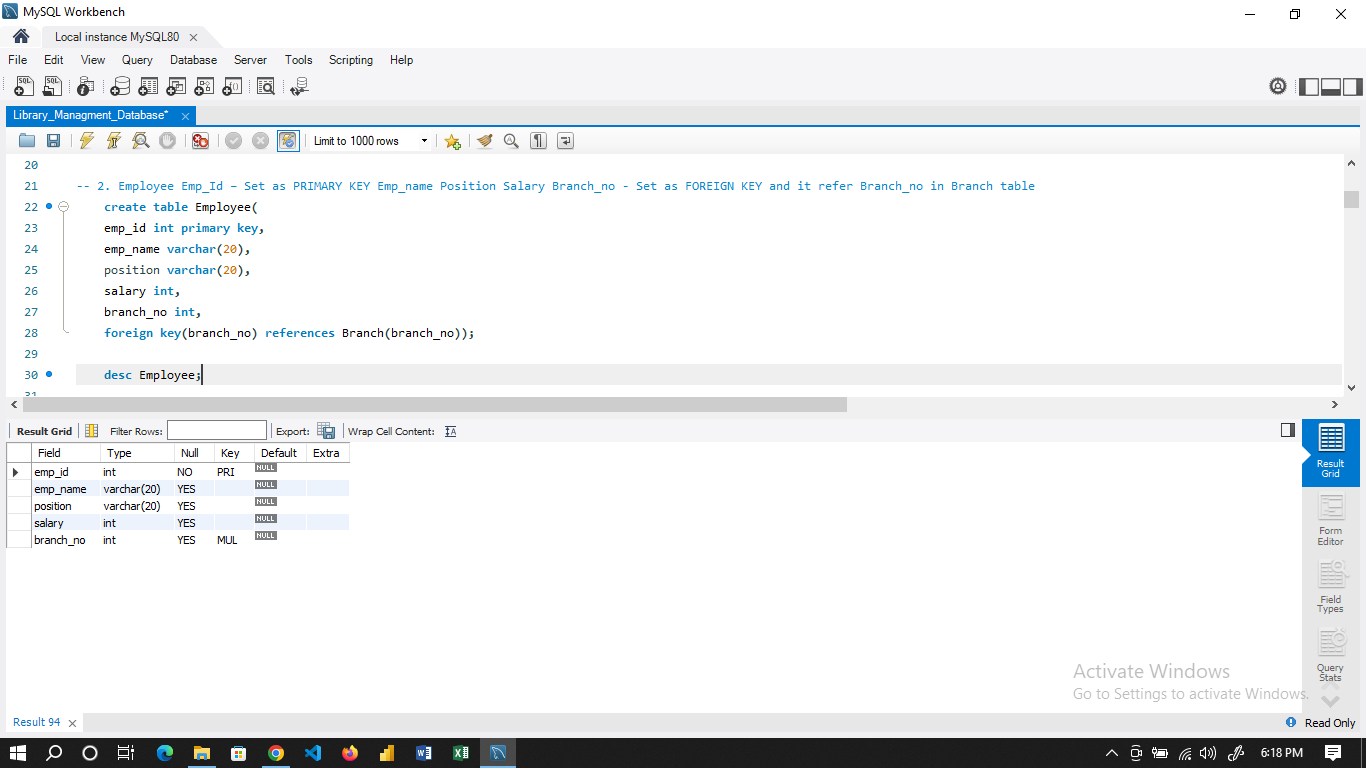 MySQL Workbench
Local instance MySQL80
File Edit View Query Database Server Tools Scripting Help
Library_Managment_Database*
Limit to 1000 rows
20
21 -- 2. Employee Emp_Id – Set as PRIMARY KEY Emp_name Position Salary Branch_no - Set as FOREIGN KEY and it refer Branch_no in Branch table
22 create table Employee(
23 emp_id int primary key,
24 emp_name varchar(20),
25 position varchar(20),
26 salary int,
27 branch_no int,
28 foreign key(branch_no) references Branch(branch_no));
29
30 desc Employee;
31
Result Grid Filter Rows: Export: Wrap Cell Content:
Field Type Null Key Default Extra
emp_id int NO PRI NULL
emp_name varchar(20) YES NULL
position varchar(20) YES NULL
salary int YES NULL
branch_no int YES MUL NULL
Result
Grid
Form
Editor
Field
Types
Query
Stats
Activate Windows
Go to Settings to activate Windows.
Result 94
Read Only
6:18 PM